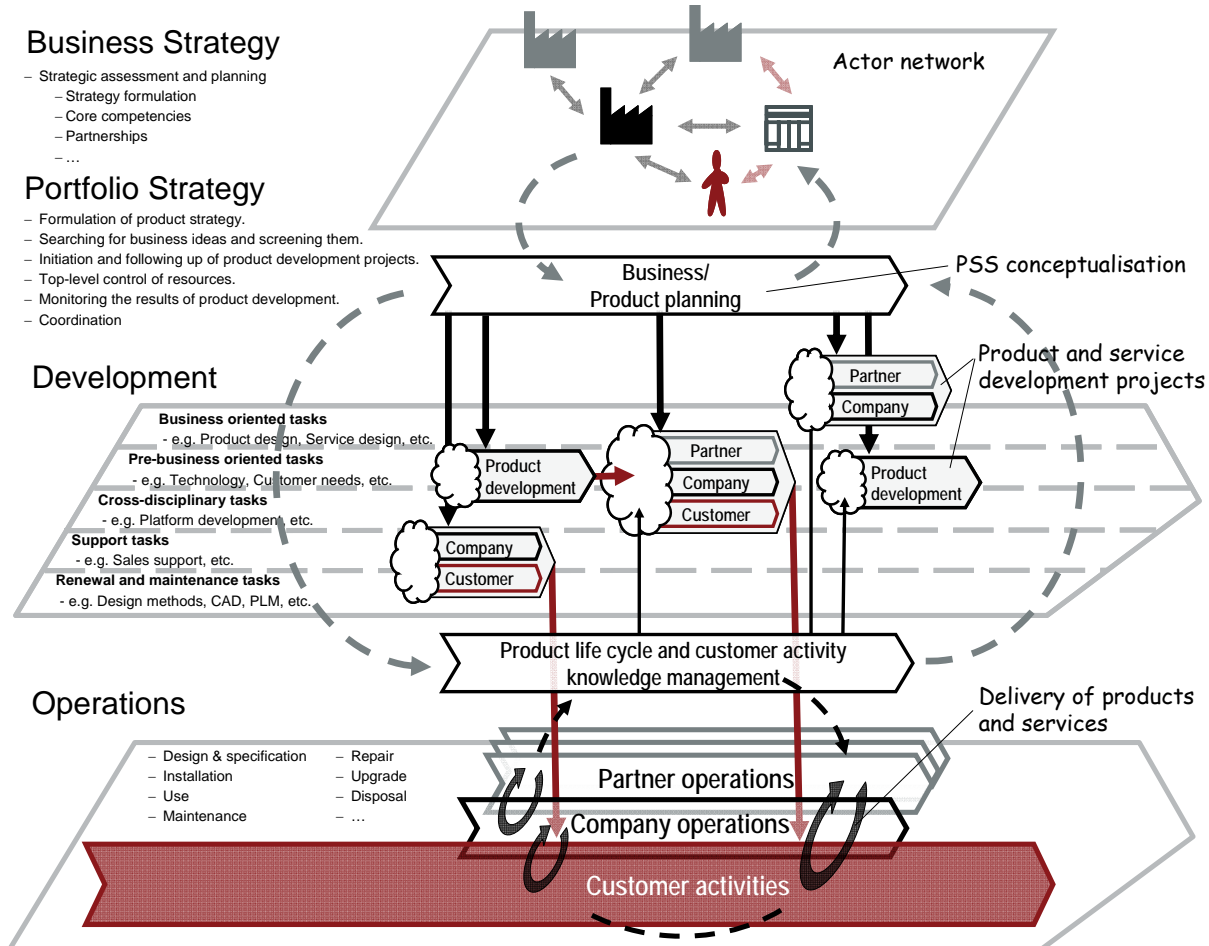 Business Strategy
– Strategic assessment and planning
– Strategy formulation
– Core competencies
– Partnerships
– ...
Actor network
Portfolio Strategy
– Formulation of product strategy.
– Searching for business ideas and screening them.
– Initiation and following up of product development projects.
– Top-level control of resources.
– Monitoring the results of product development.
– Coordination
Business/
Product planning
PSS conceptualisation
Development
Product and service
development projects
Business oriented tasks
- e.g. Product design, Service design, etc.
Pre-business oriented tasks
- e.g. Technology, Customer needs, etc.
Cross-disciplinary tasks
- e.g. Platform development, etc.
Support tasks
- e.g. Sales support, etc.
Renewal and maintenance tasks
- e.g. Design methods, CAD, PLM, etc.
Product
development
Company
Customer
Partner
Company
Customer
Partner
Company
Product
development
Product life cycle and customer activity
knowledge management
Operations
– Design & specification
– Installation
– Use
– Maintenance
– Repair
– Upgrade
– Disposal
– ...
Delivery of products
and services
Partner operations
Company operations
Customer activities